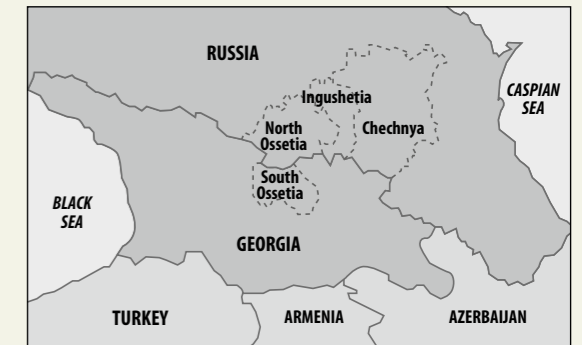 RUSSIA
CASPIAN
SEA
Ingushetia
North
Ossetia
Chechnya
South
Ossetia
BLACK
SEA
GEORGIA
TURKEY
ARMENIA
AZERBAIJAN